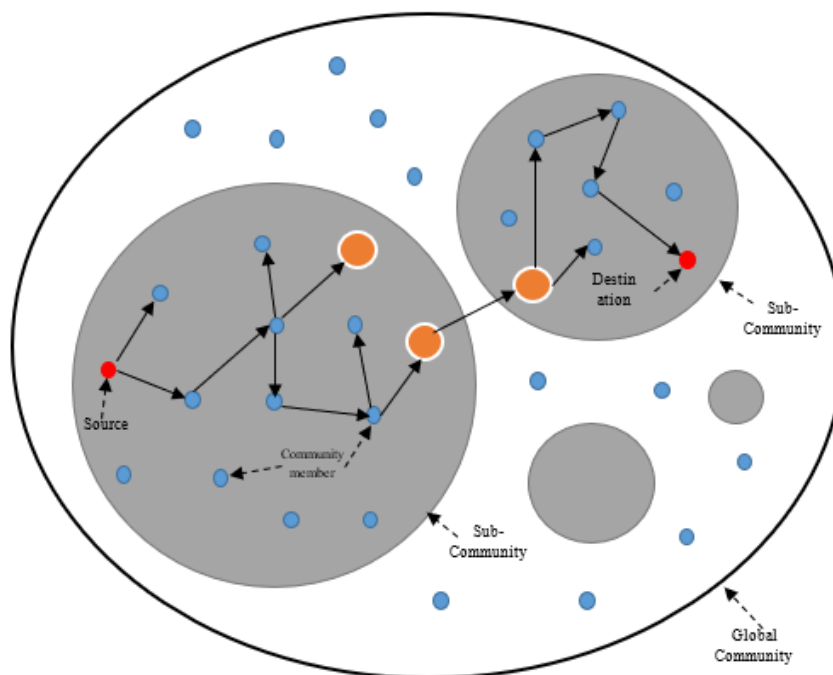 Destin
ation
Sub-
Community
Source
Community
member
Sub-
Community
Global
Community